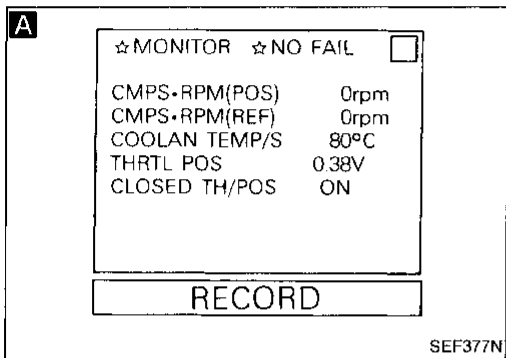 A
☆MONITOR ☆NO FAIL
CMPS•RPM(POS) 0rpm
CMPS•RPM(REF) 0rpm
COOLAN TEMP/S 80°C
THRTL POS 0.38V
CLOSED TH/POS ON
RECORD
SEF377N